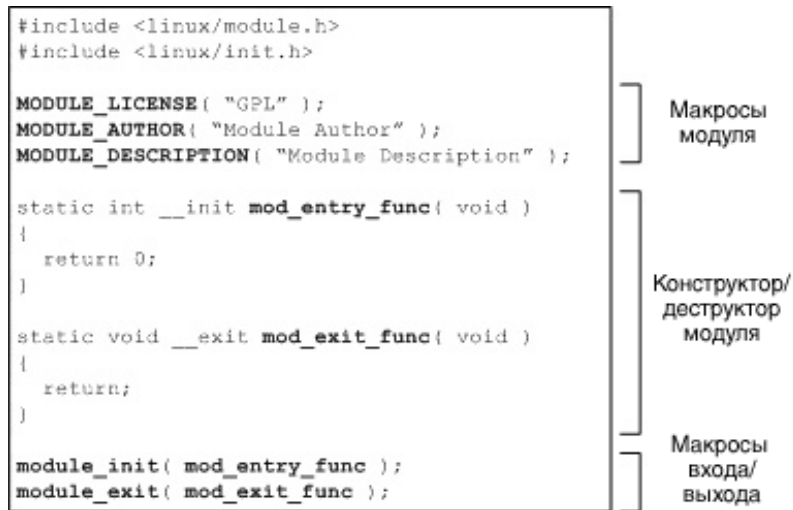 #include <linux/module.h>
#include <linux/init.h>
MODULE_LICENSE( “GPL” );
MODULE_AUTHOR( “Module Author” );
MODULE_DESCRIPTION( “Module Description” );
Макросы
модуля
static int __init mod_entry_func( void )
{
return 0;
}
static void __exit mod_exit_func( void )
{
return;
}
Конструктор/
деструктор
модуля
module_init( mod_entry_func );
module_exit( mod_exit_func );
Макросы
входа/
выхода